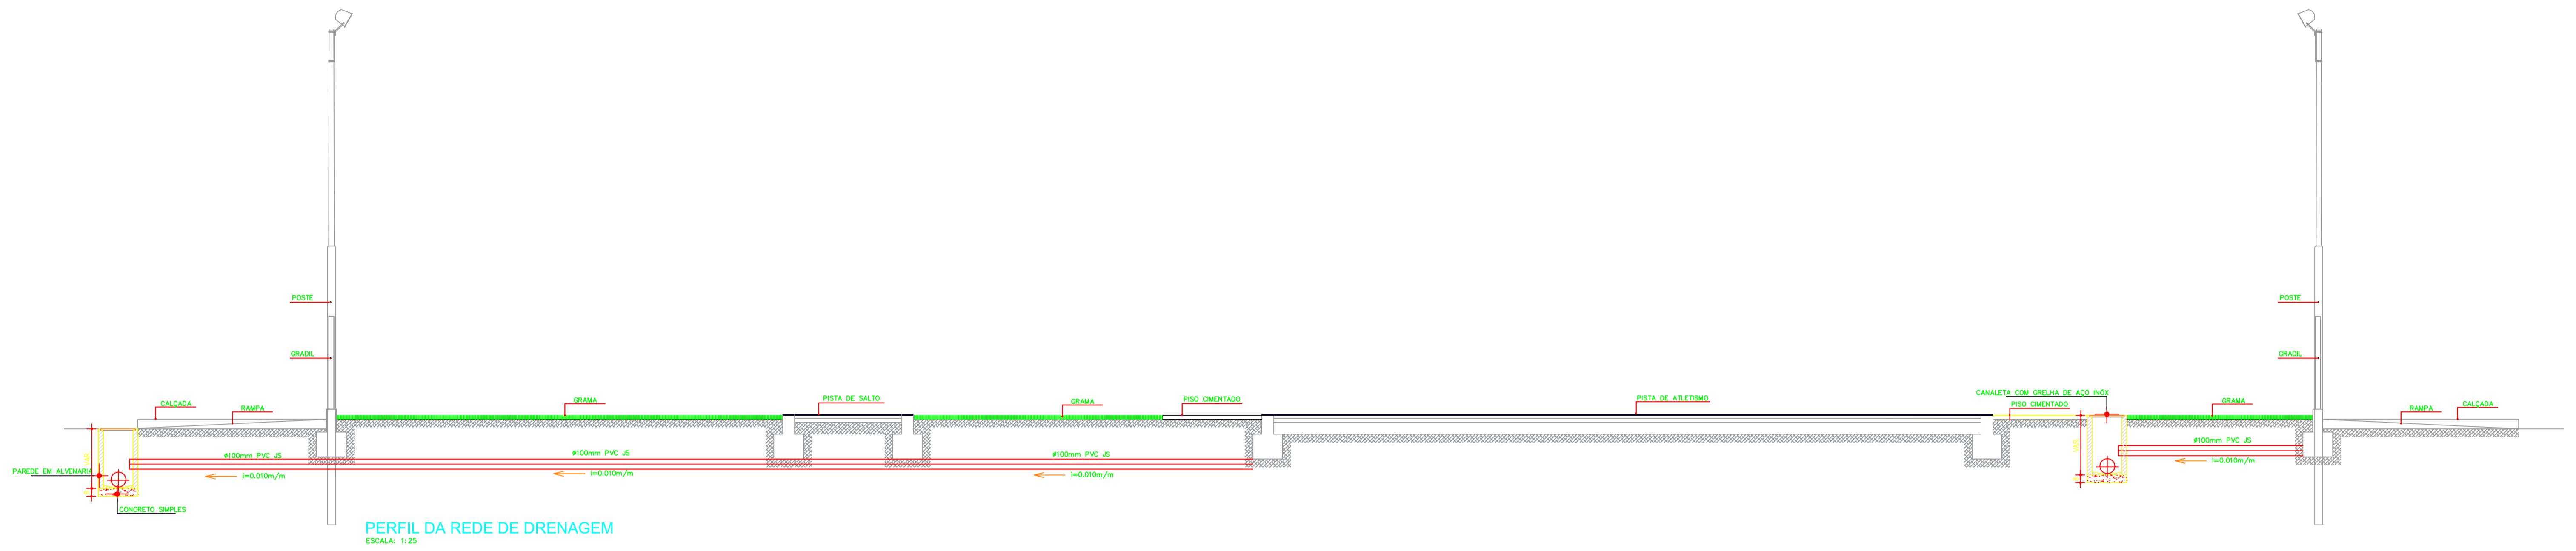 POSTE
POSTE
GRADIL
GRADIL
CALCADA
RAMPA
GRAMA
PISTA DE SALTO
GRAMA
PISO CIMENTADO
PISTA DE ATLETISMO
CANALETA COM GRELHA DE AÇO INÓX
PISO CIMENTADO
GRAMA
RAMPA
CALCADA
PAREDE EM ALVENARIA
#100mm PVC JS
i=0.010m/m
#100mm PVC JS
i=0.010m/m
#100mm PVC JS
i=0.010m/m
#100mm PVC JS
i=0.010m/m
CONCRETO SIMPLES
PERFIL DA REDE DE DRENAGEM
ESCALA: 1:25